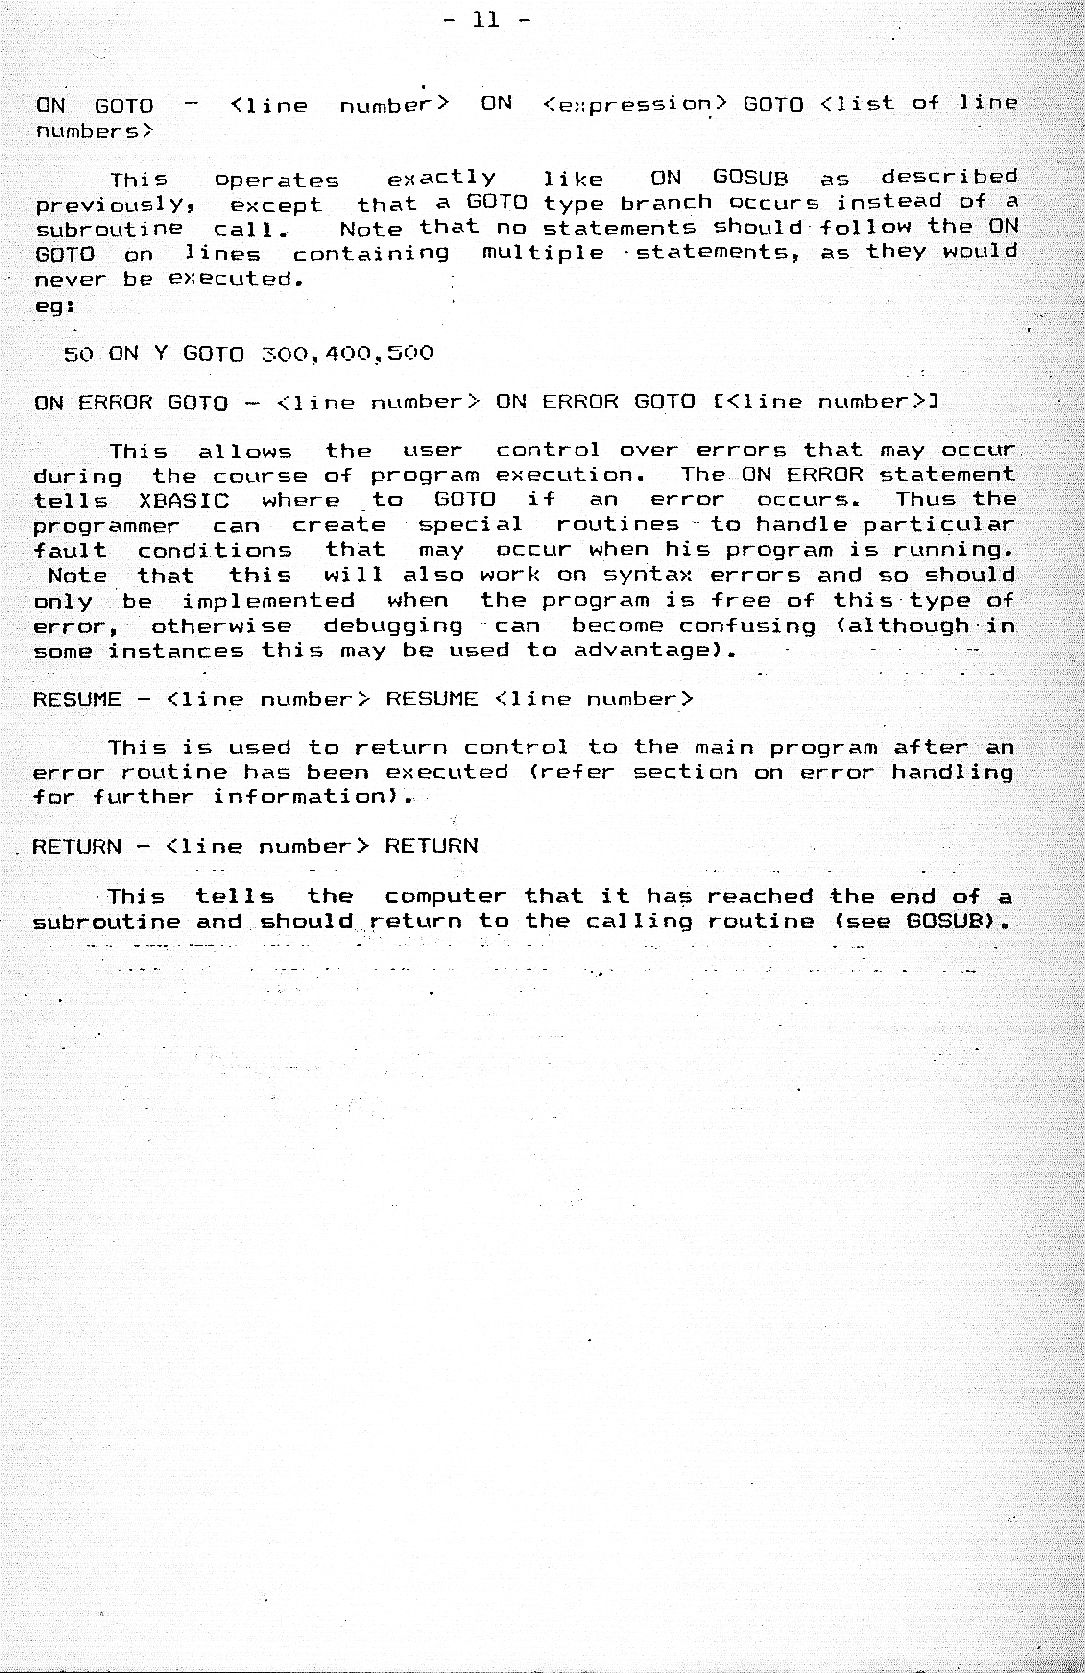 - 11 -
ON GOTO - <line number> ON <expression> GOTO <list of line
numbers>
This operates exactly like ON GOSUB as described
previously, except that a GOTO type branch occurs instead of a
subroutine call. Note that no statements should follow the ON
GOTO on lines containing multiple statements, as they would
never be executed.
eg:
50 ON Y GOTO 300,400,500
ON ERROR GOTO - <line number> ON ERROR GOTO [<line number>]
This allows the user control over errors that may occur
during the course of program execution. The ON ERROR statement
tells XBASIC where to GOTO if an error occurs. Thus the
programmer can create special routines to handle particular
fault conditions that may occur when his program is running.
Note that this will also work on syntax errors and so should
only be implemented when the program is free of this type of
error, otherwise debugging can become confusing (although in
some instances this may be used to advantage).
RESUME - <line number> RESUME <line number>
This is used to return control to the main program after an
error routine has been executed (refer section on error handling
for further information).
RETURN - <line number> RETURN
This tells the computer that it has reached the end of a
subroutine and should return to the calling routine (see GOSUB).